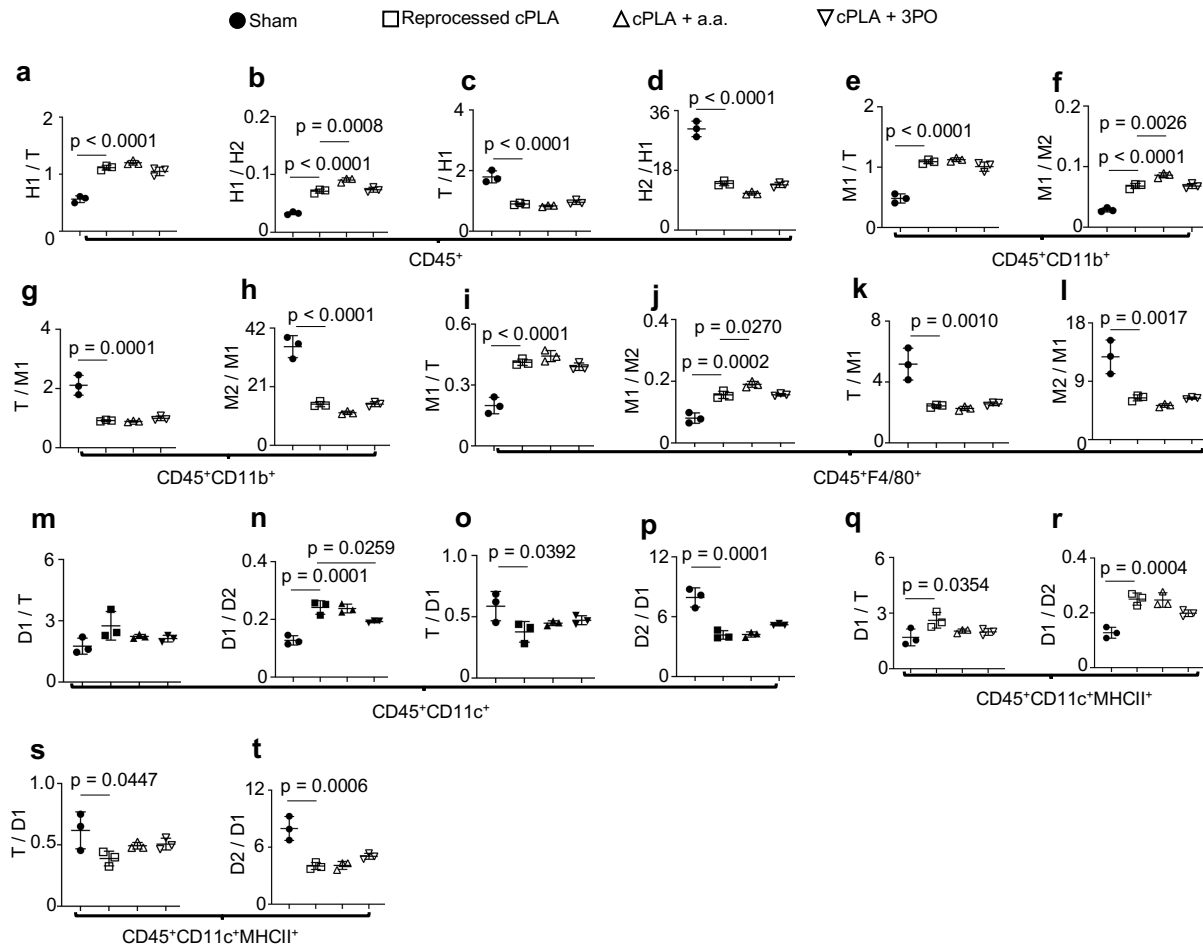 Sham Reprocessed cPLA cPLA + a.a. cPLA + 3PO
a
H1 / T
0 1 2
p < 0.0001
b
H1 / H2
0 0.1 0.2
p = 0.0008
p < 0.0001
c
T / H1
0 2 4
p < 0.0001
d
H2 / H1
0 18 36
p < 0.0001
CD45⁺
e
M1 / T
0 1 2
p < 0.0001
f
M1 / M2
0 0.1 0.2
p = 0.0026
p < 0.0001
CD45⁺CD11b⁺
g
T / M1
0 2 4
p = 0.0001
h
M2 / M1
0 21 42
p < 0.0001
CD45⁺CD11b⁺
i
M1 / T
0 0.3 0.6
p < 0.0001
j
M1 / M2
0 0.2 0.4
p = 0.0270
p = 0.0002
k
T / M1
0 4 8
p = 0.0010
l
M2 / M1
0 9 18
p = 0.0017
CD45⁺F4/80⁺
m
D1 / T
0 3 6
n
D1 / D2
0 0.2 0.4
p = 0.0259
p = 0.0001
o
T / D1
0 0.5 1.0
p = 0.0392
p
D2 / D1
0 6 12
p = 0.0001
CD45⁺CD11c⁺
q
D1 / T
0 3 6
p = 0.0354
r
D1 / D2
0 0.2 0.4
p = 0.0004
CD45⁺CD11c⁺MHCII⁺
s
T / D1
0 0.5 1.0
p = 0.0447
t
D2 / D1
0 6 12
p = 0.0006
CD45⁺CD11c⁺MHCII⁺